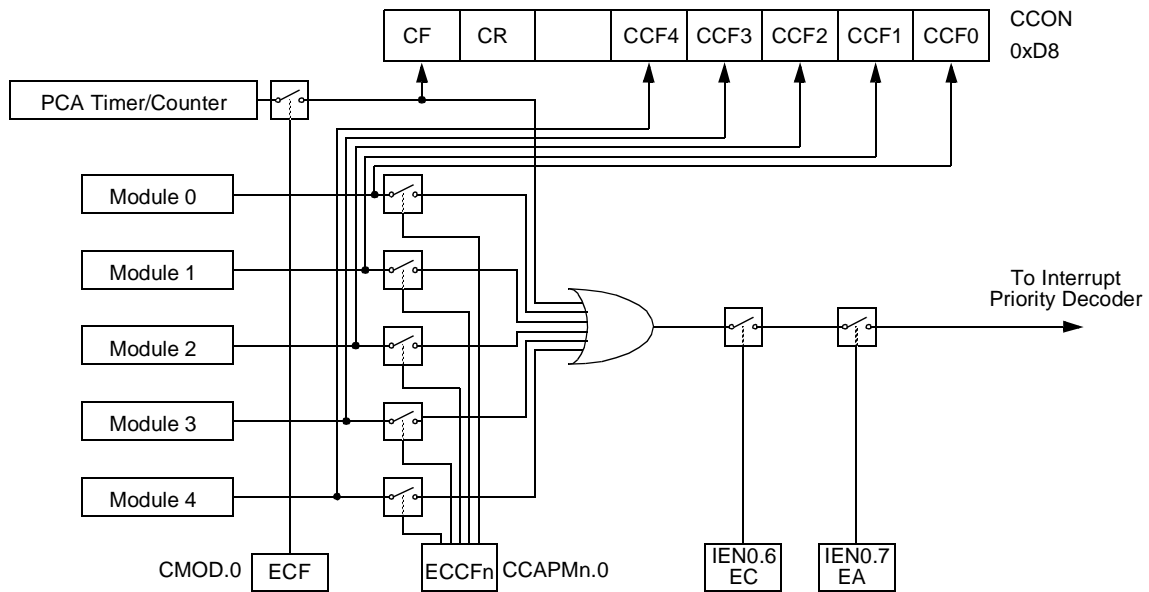 CF CR CCF4 CCF3 CCF2 CCF1 CCF0
CCON
0xD8
PCA Timer/Counter
Module 0
Module 1
Module 2
Module 3
Module 4
To Interrupt
Priority Decoder
CMOD.0
ECF
ECCFn
CCAPMn.0
IEN0.6
EC
IEN0.7
EA